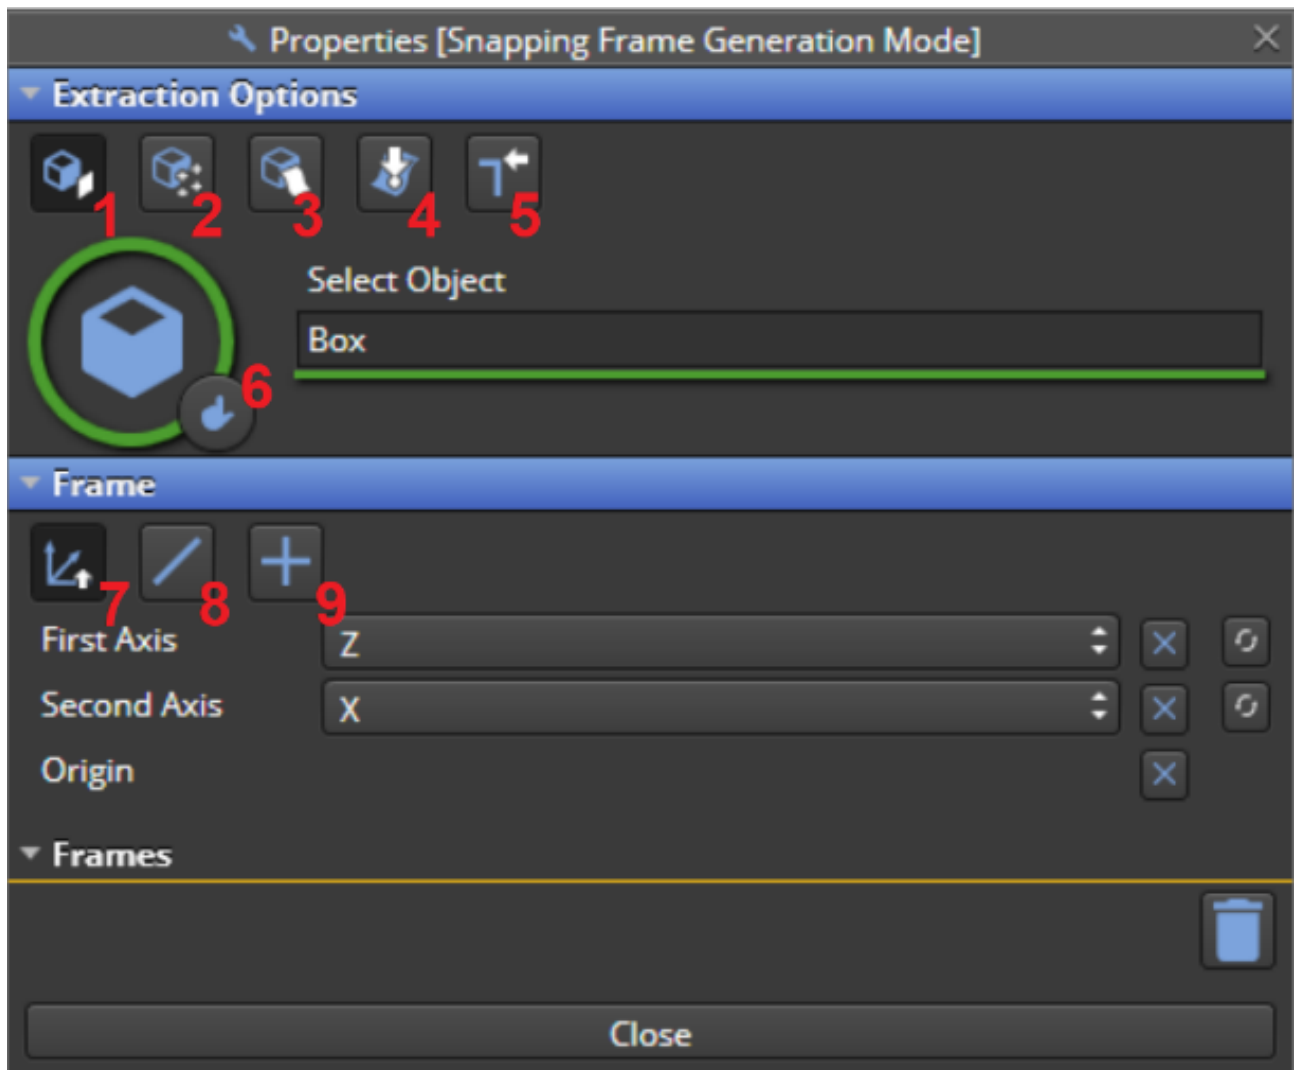 Properties [Snapping Frame Generation Mode]
Extraction Options
1 2 3 4 5
Select Object
Box
6
Frame
7 8 9
First Axis Z
Second Axis X
Origin
Frames
Close